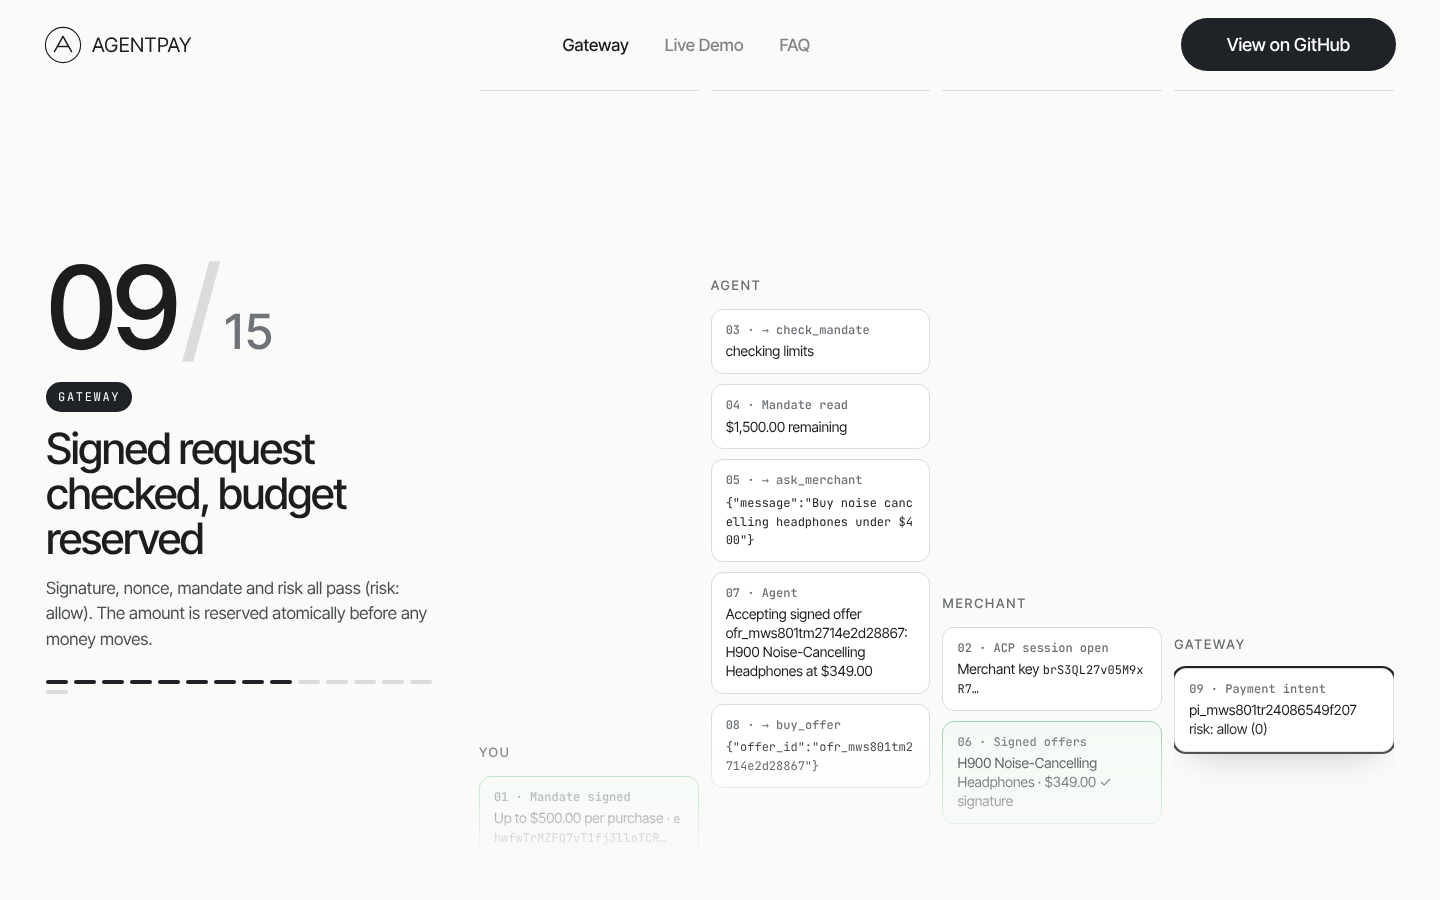 AGENTPAY
Gateway
Live Demo
FAQ
View on GitHub
09/15
GATEWAY
Signed request
checked, budget
reserved
Signature, nonce, mandate and risk all pass (risk:
allow). The amount is reserved atomically before any
money moves.
YOU
01 · Mandate signed
Up to $500.00 per purchase · e
hwfwTrMZFQ7vT1fj3lloTCR…
AGENT
03 · → check_mandate
checking limits
04 · Mandate read
$1,500.00 remaining
05 · → ask_merchant
{"message":"Buy noise canc
elling headphones under $4
00"}
07 · Agent
Accepting signed offer
ofr_mws801tm2714e2d28867:
H900 Noise-Cancelling
Headphones at $349.00
08 · → buy_offer
{"offer_id":"ofr_mws801tm2
714e2d28867"}
MERCHANT
02 · ACP session open
Merchant key brS3QL27v05M9x
R7…
06 · Signed offers
H900 Noise-Cancelling
Headphones · $349.00 ✓
signature
GATEWAY
09 · Payment intent
pi_mws801tr24086549f207
risk: allow (0)